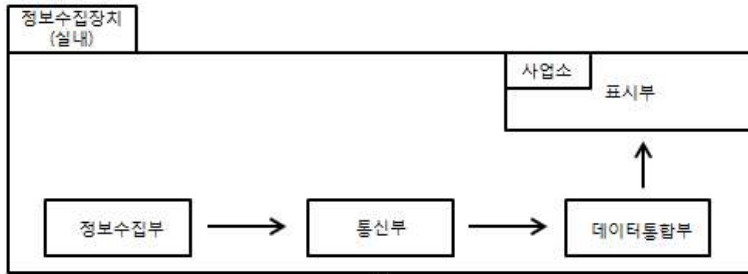 정보수집장치
(실내)
사업소
표시부
정보수집부
통신부
데이터통합부